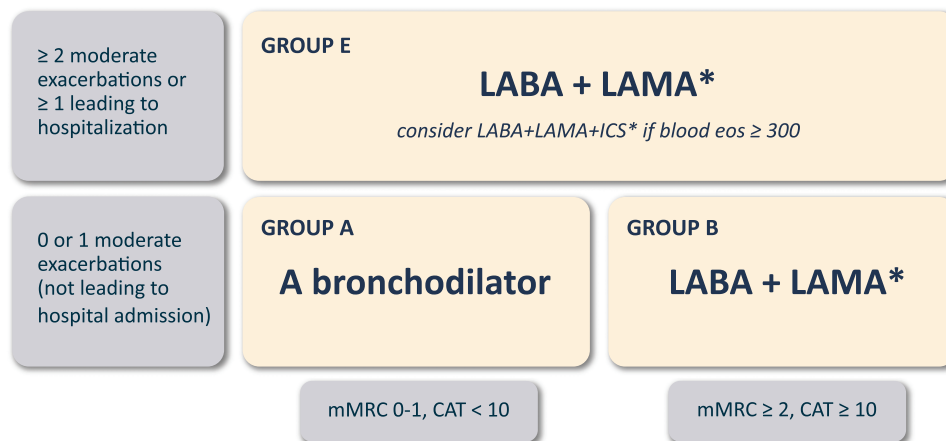 ≥ 2 moderate
exacerbations or
≥ 1 leading to
hospitalization
GROUP E
LABA + LAMA*
consider LABA+LAMA+ICS* if blood eos ≥ 300
0 or 1 moderate
exacerbations
(not leading to
hospital admission)
GROUP A
A bronchodilator
GROUP B
LABA + LAMA*
mMRC 0-1, CAT < 10
mMRC ≥ 2, CAT ≥ 10